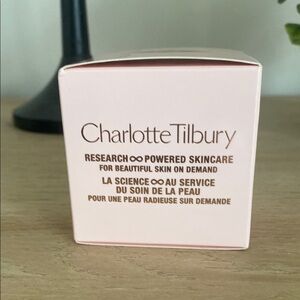 Charlotte Tilbury
RESEARCH∞POWERED SKINCARE
FOR BEAUTIFUL SKIN ON DEMAND
LA SCIENCE∞AU SERVICE
DU SOIN DE LA PEAU
POUR UNE PEAU RADIEUSE SUR DEMANDE